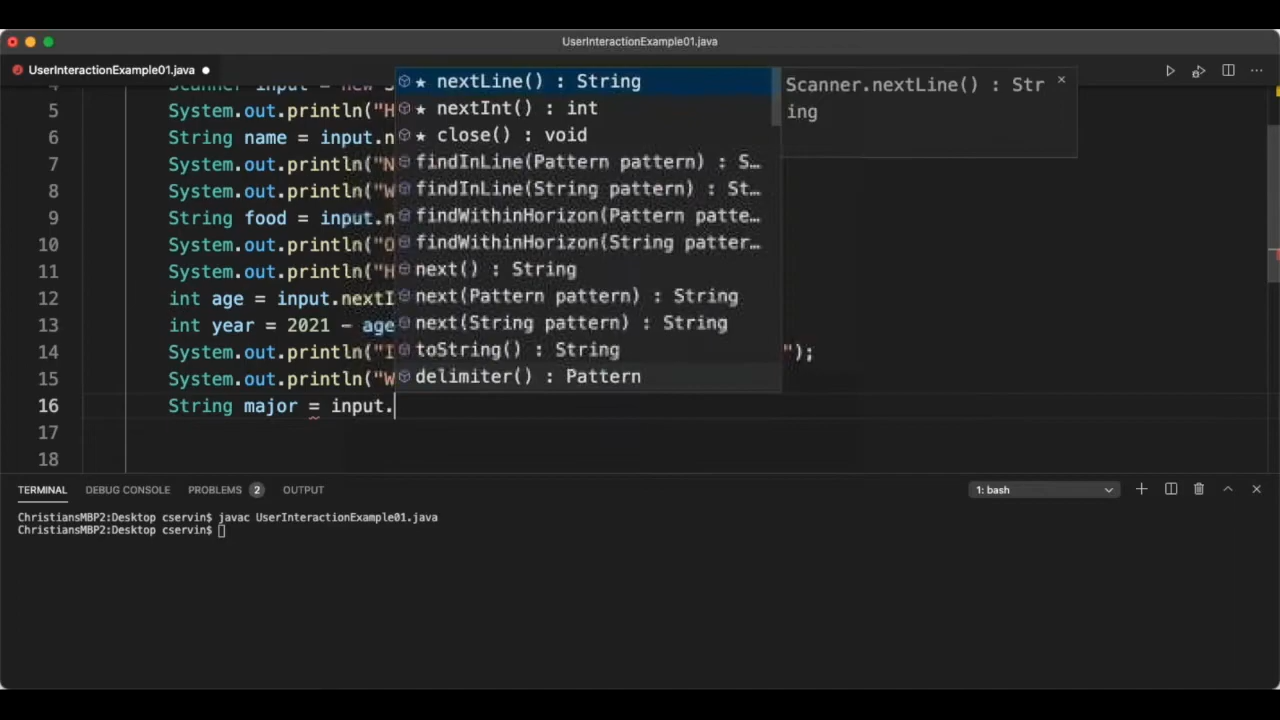 UserInteractionExample01.java
UserInteractionExample01.java
4 Scanner input = new S
5 System.out.println("H
6 String name = input.n
7 System.out.println("N
8 System.out.println("W
9 String food = input.n
10 System.out.println("O
11 System.out.println("H
12 int age = input.nextI
13 int year = 2021 - age
14 System.out.println("I ");
15 System.out.println("W
16 String major = input.
17
18
nextLine() : String
nextInt() : int
close() : void
findInLine(Pattern pattern) : S…
findInLine(String pattern) : St…
findWithinHorizon(Pattern patte…
findWithinHorizon(String patter…
next() : String
next(Pattern pattern) : String
next(String pattern) : String
toString() : String
delimiter() : Pattern
Scanner.nextLine() : Str
ing
TERMINAL DEBUG CONSOLE PROBLEMS 2 OUTPUT 1: bash
ChristiansMBP2:Desktop cservin$ javac UserInteractionExample01.java
ChristiansMBP2:Desktop cservin$